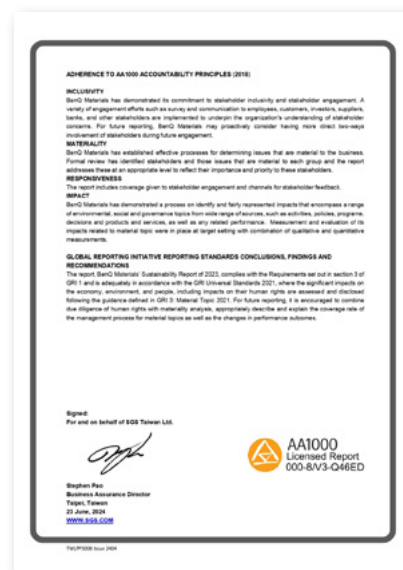 ADHERENCE TO AA1000 ACCOUNTABILITY PRINCIPLES (2018)
INCLUSIVITY
BenQ Materials has demonstrated its commitment to stakeholder inclusivity and stakeholder engagement. A
variety of engagement efforts such as survey and communication to employees, customers, investors, suppliers,
banks, and other stakeholders are implemented to underpin the organization's understanding of stakeholder
concerns. For future reporting, BenQ Materials may proactively consider having more direct two-ways
involvement of stakeholders during future engagement.
MATERIALITY
BenQ Materials has established effective processes for determining issues that are material to the business.
Formal review has identified stakeholders and those issues that are material to each group and the report
addresses these at an appropriate level to reflect their importance and priority to these stakeholders.
RESPONSIVENESS
The report includes coverage given to stakeholder engagement and channels for stakeholder feedback.
IMPACT
BenQ Materials has demonstrated a process on identify and fairly represented impacts that encompass a range
of environmental, social and governance topics from wide range of sources, such as activities, policies, programs,
decisions and products and services, as well as any related performance. Measurement and evaluation of its
impacts related to material topic were in place at target setting with combination of qualitative and quantitative
measurements.
GLOBAL REPORTING INITIATIVE REPORTING STANDARDS CONCLUSIONS, FINDINGS AND
RECOMMENDATIONS
The report, BenQ Materials' Sustainability Report of 2023, complies with the Requirements set out in section 3 of
GRI 1 and is adequately in accordance with the GRI Universal Standards 2021, where the significant impacts on
the economy, environment, and people, including impacts on their human rights are assessed and disclosed
following the guidance defined in GRI 3: Material Topic 2021. For future reporting, it is encouraged to combine
due diligence of human rights with materiality analysis, appropriately describe and explain the coverage rate of
the management process for material topics as well as the changes in performance outcomes.
Signed:
For and on behalf of SGS Taiwan Ltd.
AA1000
Licensed Report
000-8/V3-Q46ED
Stephen Pao
Business Assurance Director
Taipei, Taiwan
23 June, 2024
WWW.SGS.COM
TWLPP5008 Issue 2404